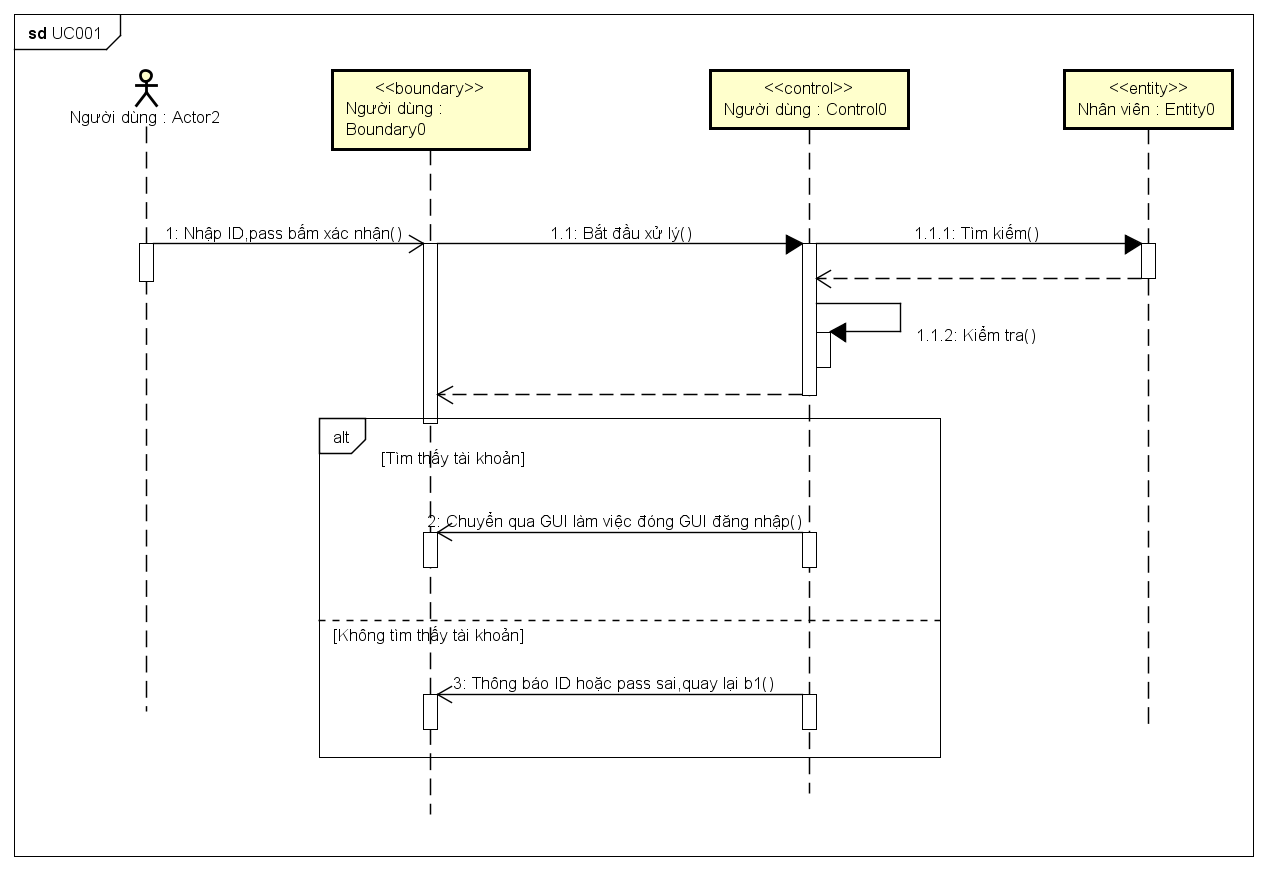 sd UC001
Người dùng : Actor2
<<boundary>>
Người dùng :
Boundary0
<<control>>
Người dùng : Control0
<<entity>>
Nhân viên : Entity0
1: Nhập ID,pass bấm xác nhận()
1.1: Bắt đầu xử lý()
1.1.1: Tìm kiếm()
1.1.2: Kiểm tra()
alt
[Tìm thấy tài khoản]
2: Chuyển qua GUI làm việc đóng GUI đăng nhập()
[Không tìm thấy tài khoản]
3: Thông báo ID hoặc pass sai,quay lại b1()